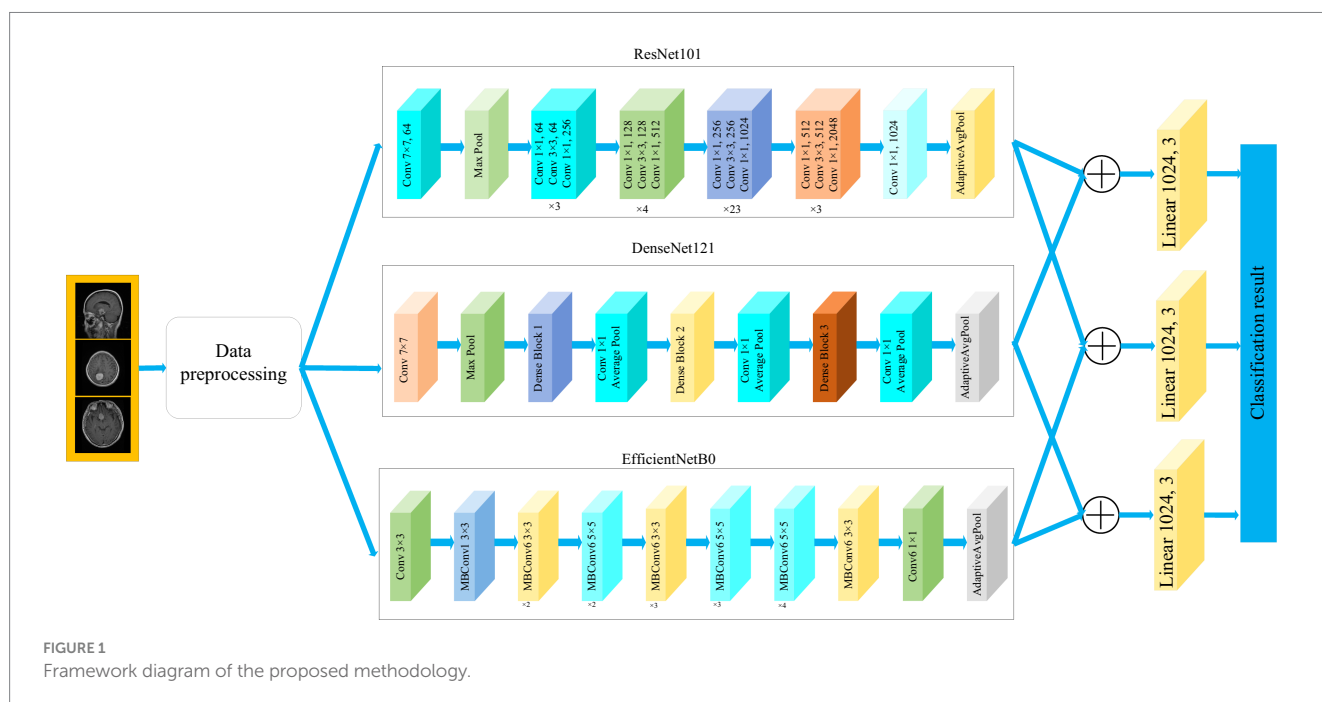 ResNet101
Conv 7×7, 64
Max Pool
Conv 1×1, 64
Conv 3×3, 64
Conv 1×1, 256
×3
Conv 1×1, 128
Conv 3×3, 128
Conv 1×1, 512
×4
Conv 1×1, 256
Conv 3×3, 256
Conv 1×1, 1024
×23
Conv 1×1, 512
Conv 3×3, 512
Conv 1×1, 2048
×3
Conv 1×1, 1024
AdaptiveAvgPool
Data
preprocessing
DenseNet121
Conv 7×7
Max Pool
Dense Block 1
Conv 1×1
Average Pool
Dense Block 2
Conv 1×1
Average Pool
Dense Block 3
Conv 1×1
Average Pool
AdaptiveAvgPool
EfficientNetB0
Conv 3×3
MBConv1 3×3
MBConv6 3×3
×2
MBConv6 5×5
×2
MBConv6 3×3
×3
MBConv6 5×5
×3
MBConv6 5×5
×4
MBConv6 3×3
Conv6 1×1
AdaptiveAvgPool
Linear 1024, 3
Linear 1024, 3
Linear 1024, 3
Classification result
FIGURE 1
Framework diagram of the proposed methodology.